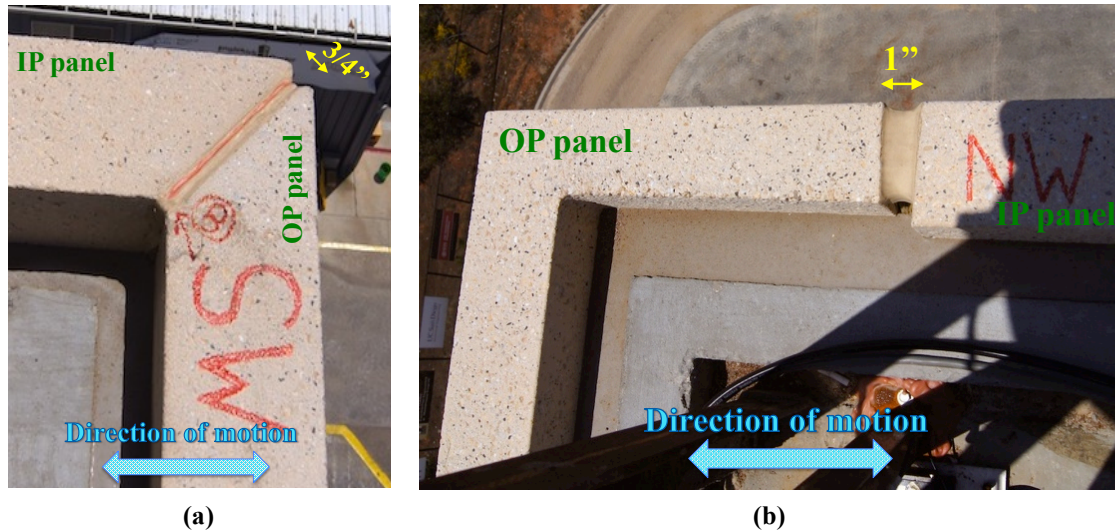 IP panel
3/4”
OP panel
SW
Direction of motion
(a)
1”
OP panel
NW
IP panel
Direction of motion
(b)